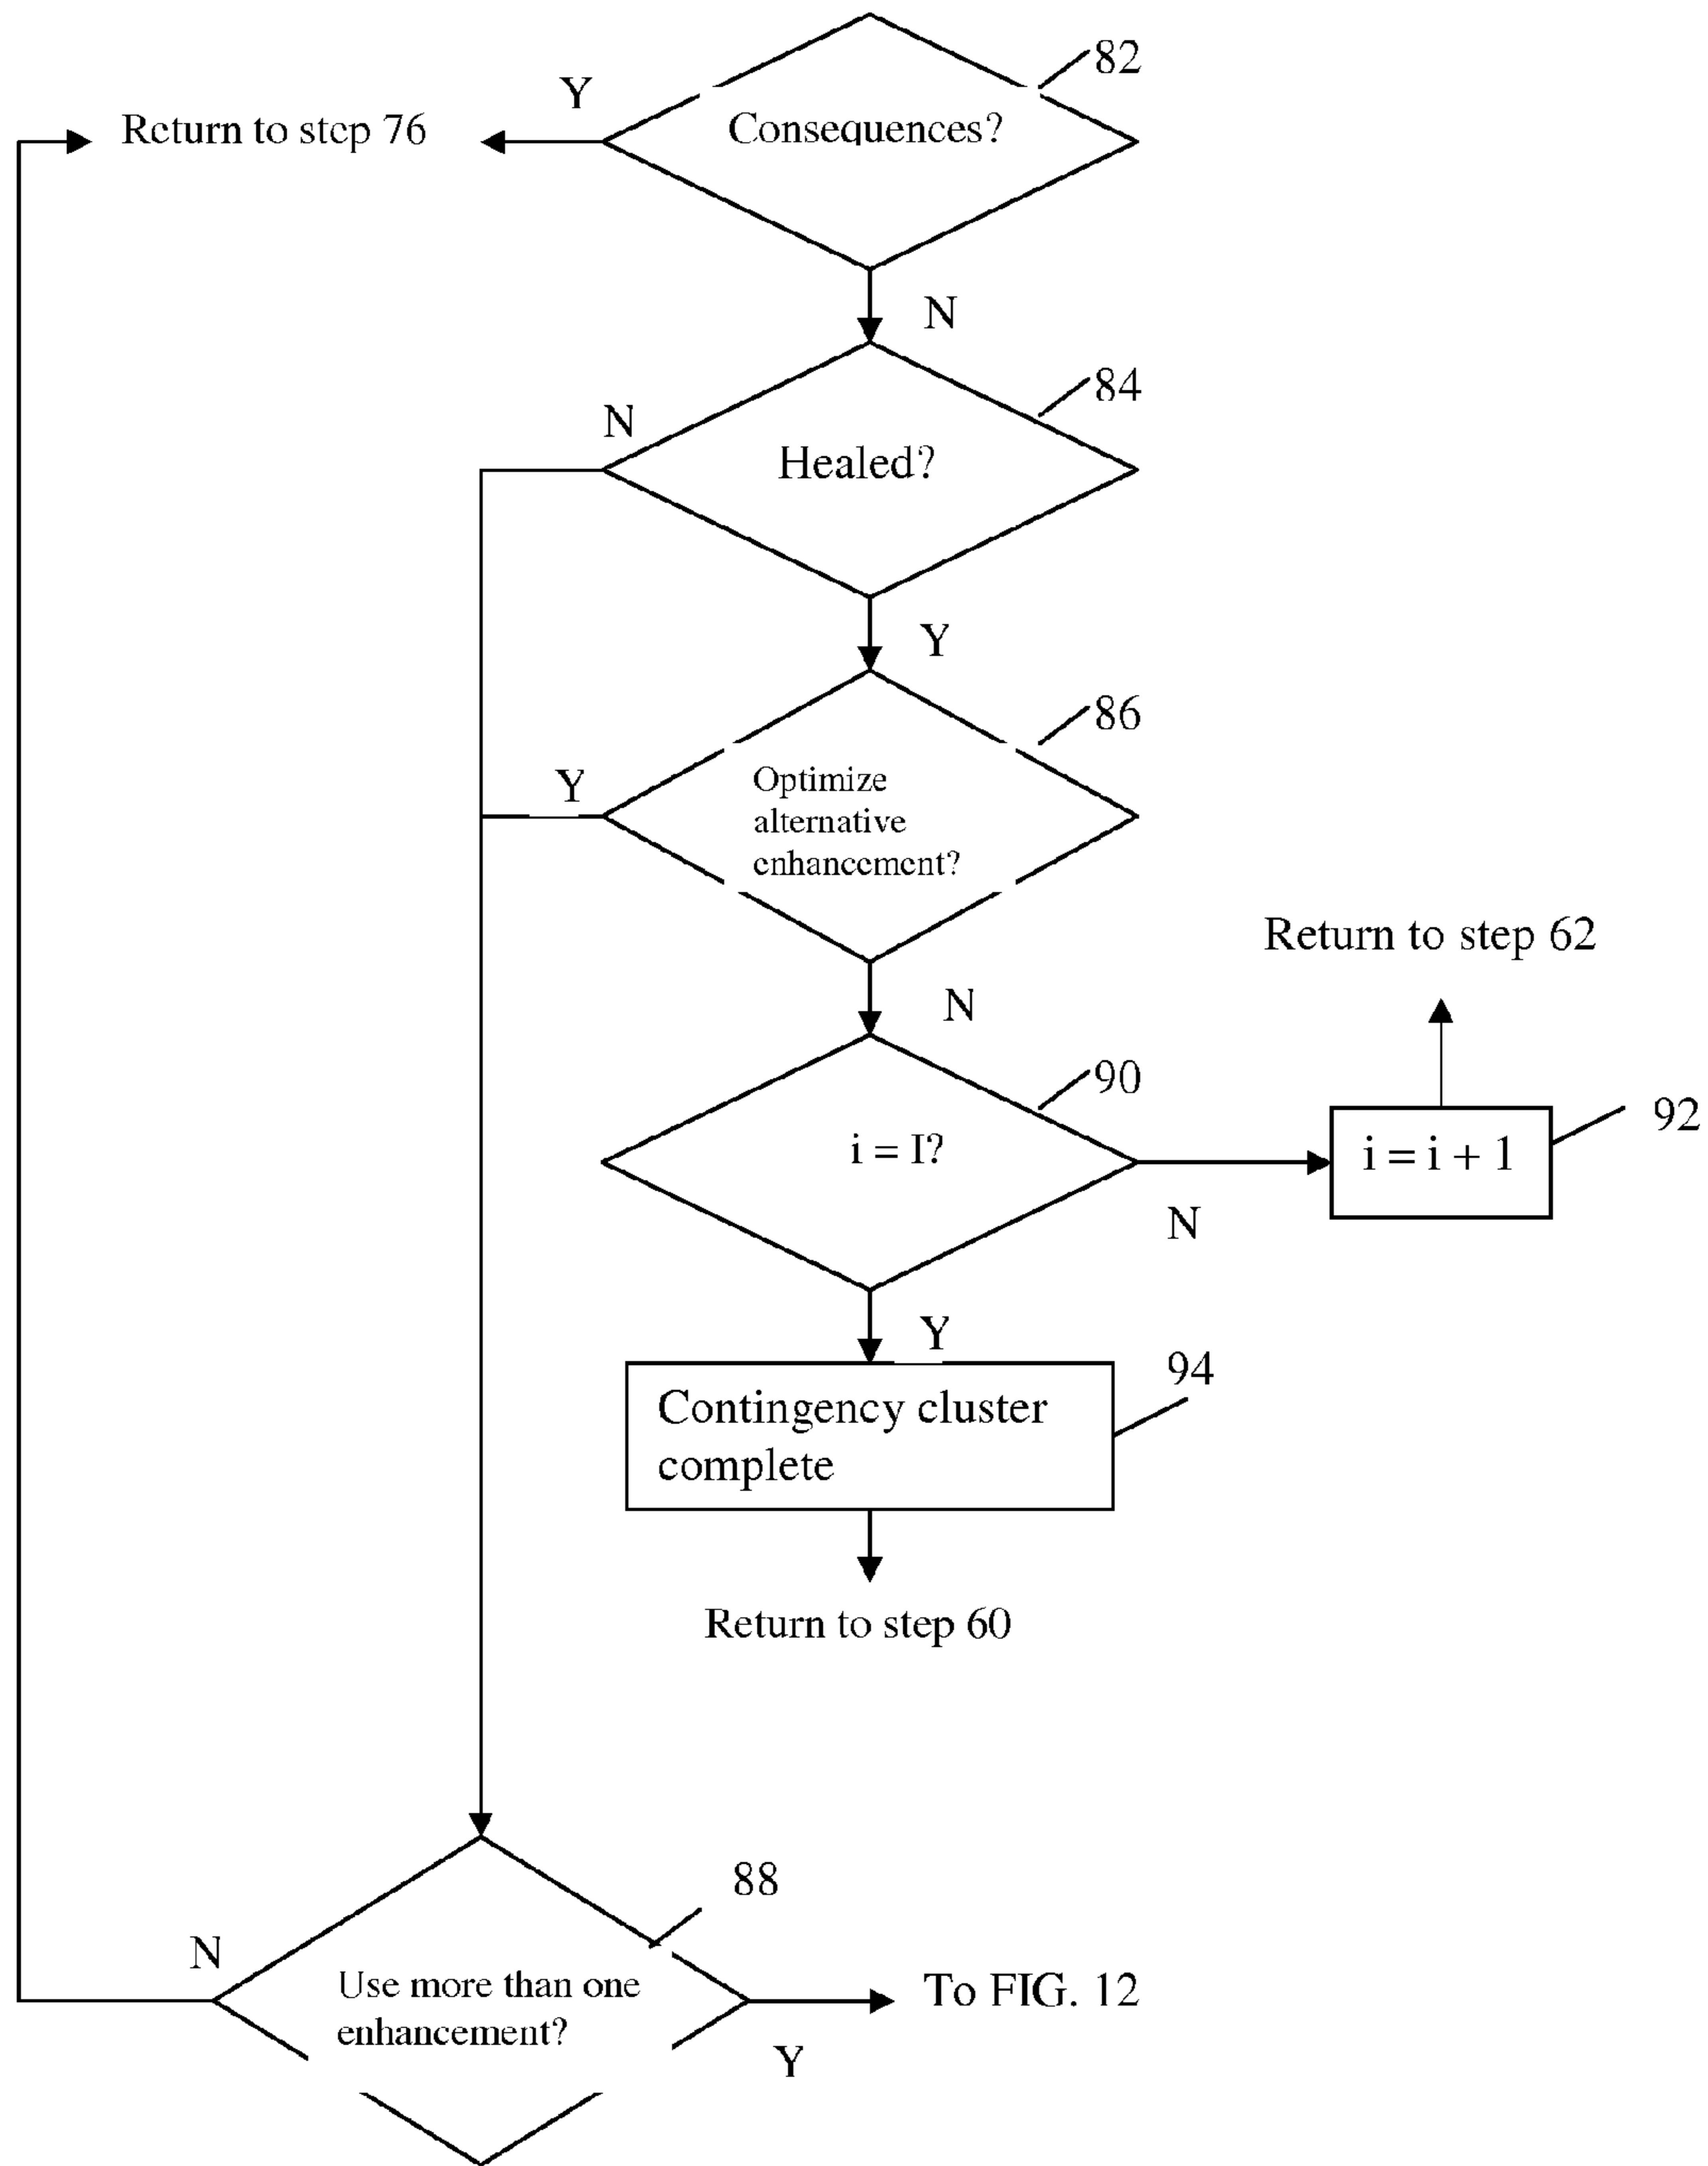 82
Y
Return to step 76
Consequences?
N
84
N
Healed?
Y
86
Y
Optimize
alternative
enhancement?
Return to step 62
N
90
92
i = I?
i = i + 1
N
Y
94
Contingency cluster
complete
Return to step 60
88
N
Use more than one
enhancement?
To FIG. 12
Y